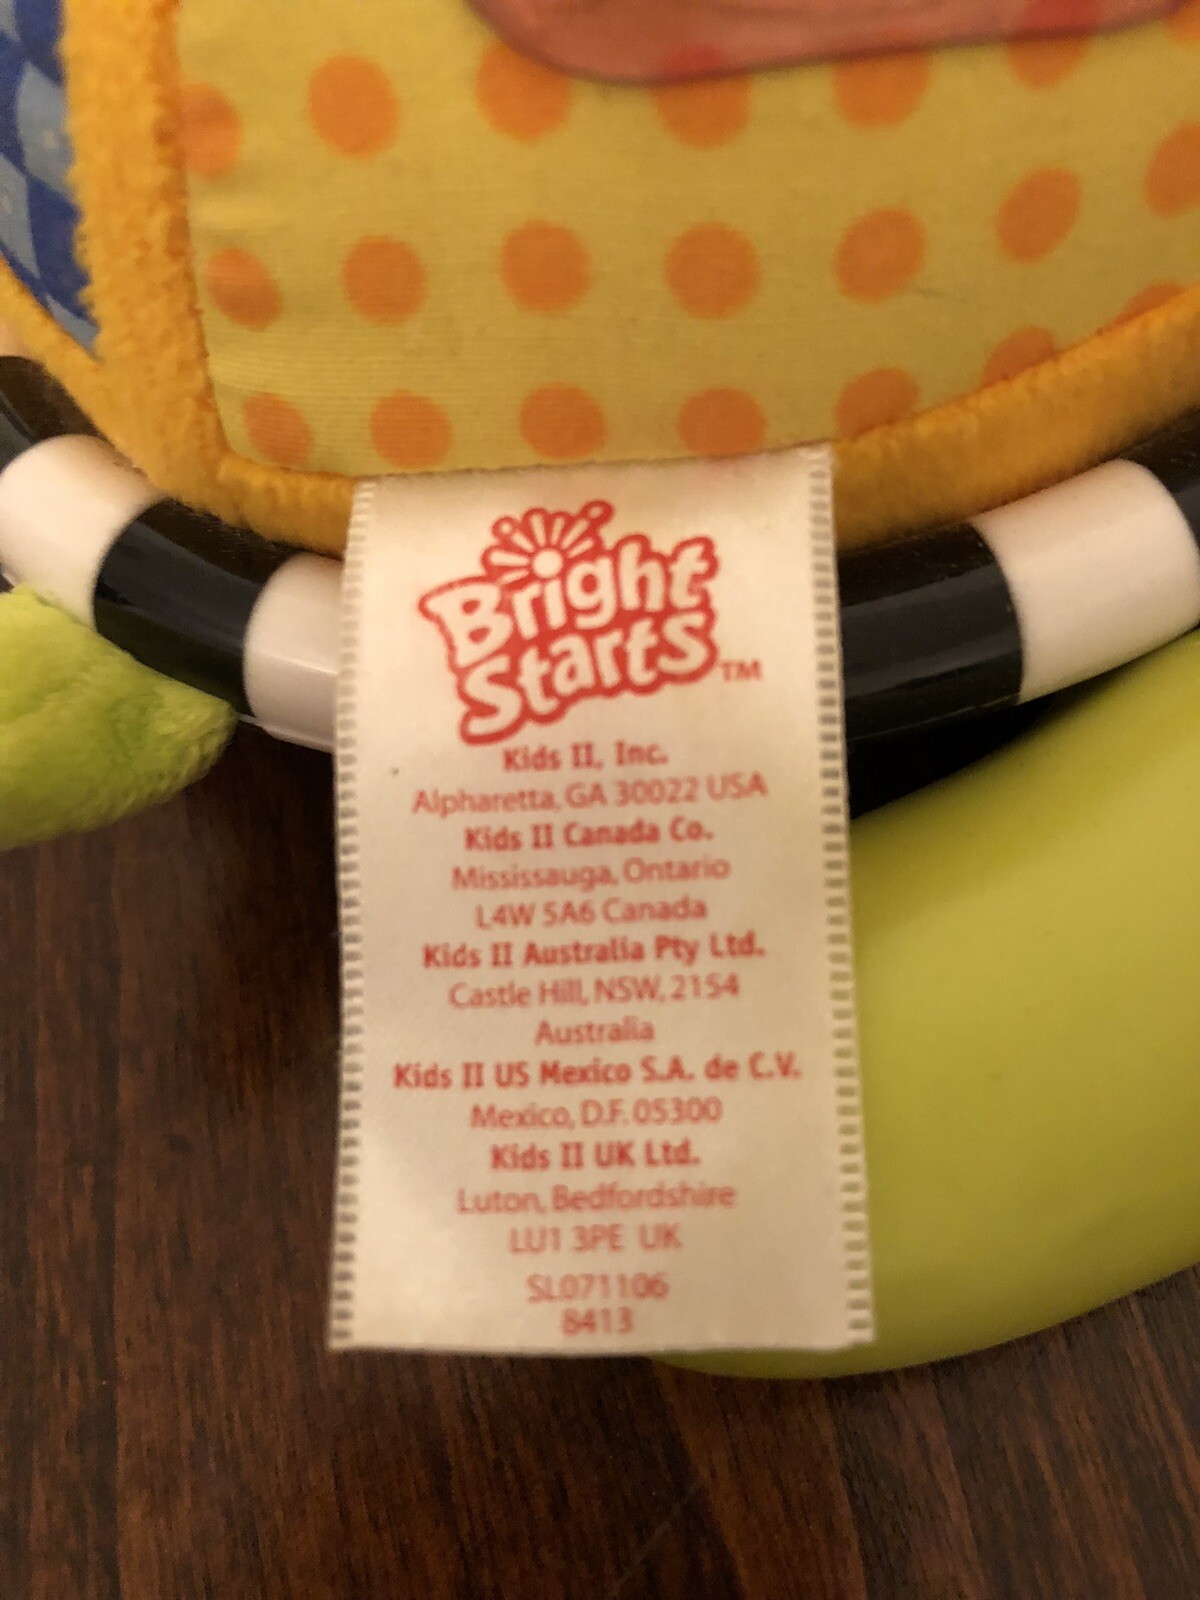 Bright
Starts™
Kids II, Inc.
Alpharetta, GA 30022 USA
Kids II Canada Co.
Mississauga, Ontario
L4W 5A6 Canada
Kids II Australia Pty Ltd.
Castle Hill, NSW, 2154
Australia
Kids II US Mexico S.A. de C.V.
Mexico, D.F. 05300
Kids II UK Ltd.
Luton, Bedfordshire
LU1 3PE UK
SL071106
8413